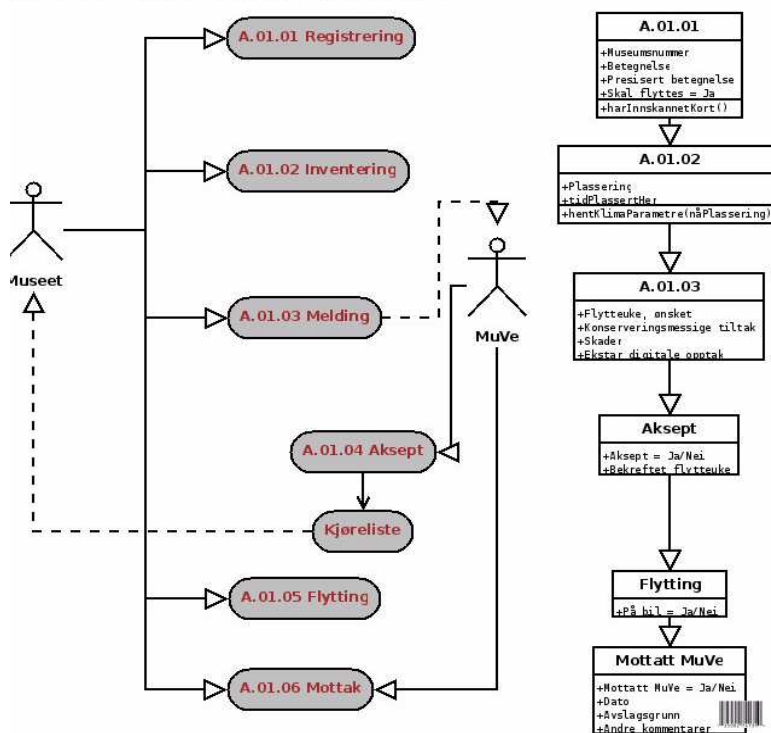 A.01.01 Registrering
A.01.02 Inventering
Museet
A.01.03 Melding
MuVe
A.01.04 Aksept
Kjøreliste
A.01.05 Flytting
A.01.06 Mottak
A.01.01
+Museumsnummer
+Betegnelse
+Presisert betegnelse
+Skal flyttes = Ja
+harInnskannetKort()
A.01.02
+Plassering
+tidPlassertHer
+hentKlimaParametre(nåPlassering)
A.01.03
+Flytteuke, ønsket
+Konserveringsmessige tiltak
+Skader
+Ekstar digitale opptak
Aksept
+Aksept = Ja/Nei
+Bekreftet flytteuke
Flytting
+På bil = Ja/Nei
Mottatt MuVe
+Mottatt MuVe = Ja/Nei
+Dato
+Avslagsgrunn
+Andre kommentarer